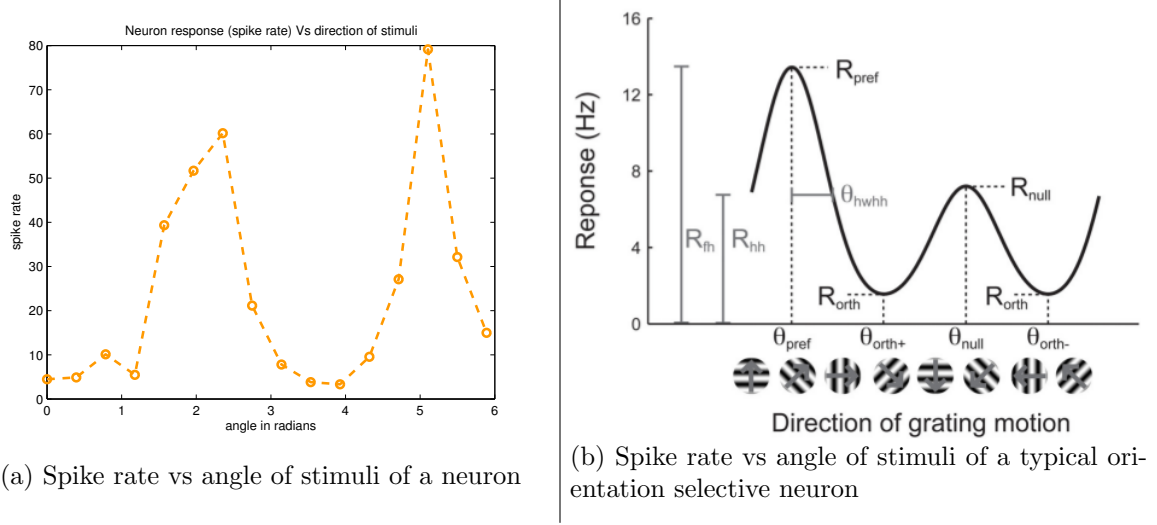 Neuron response (spike rate) Vs direction of stimuli
80
70
60
50
40
30
20
10
0
spike rate
0 1 2 3 4 5 6
angle in radians
(a) Spike rate vs angle of stimuli of a neuron
16
12
8
4
0
Reponse (Hz)
R_pref
θ_hwhh
R_null
R_fh R_hh
R_orth R_orth
θ_pref θ_orth+ θ_null θ_orth-
Direction of grating motion
(b) Spike rate vs angle of stimuli of a typical ori-
entation selective neuron